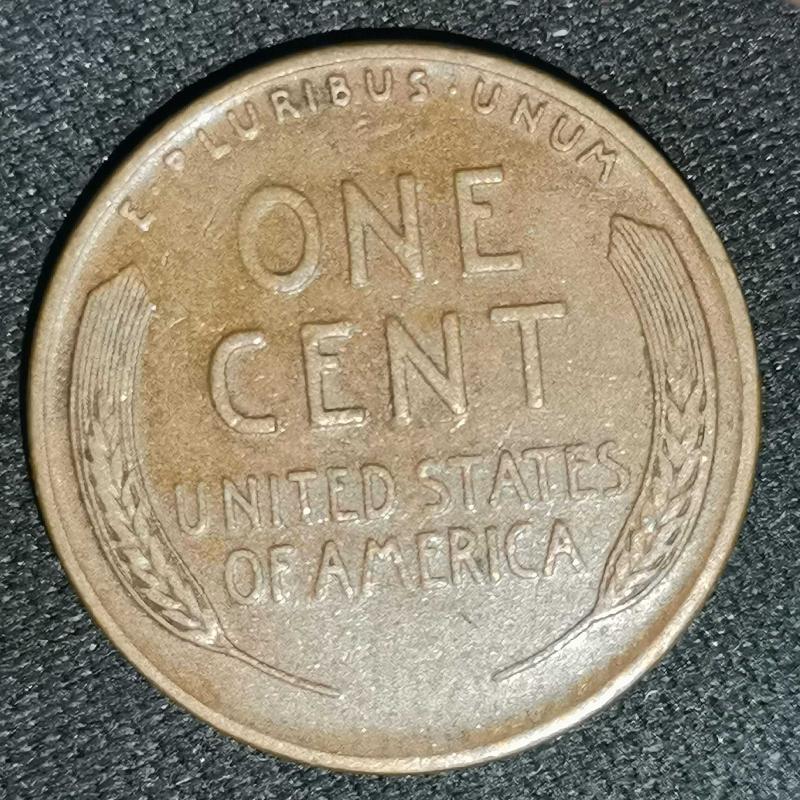 E·PLURIBUS·UNUM
ONE
CENT
UNITED STATES
OF AMERICA